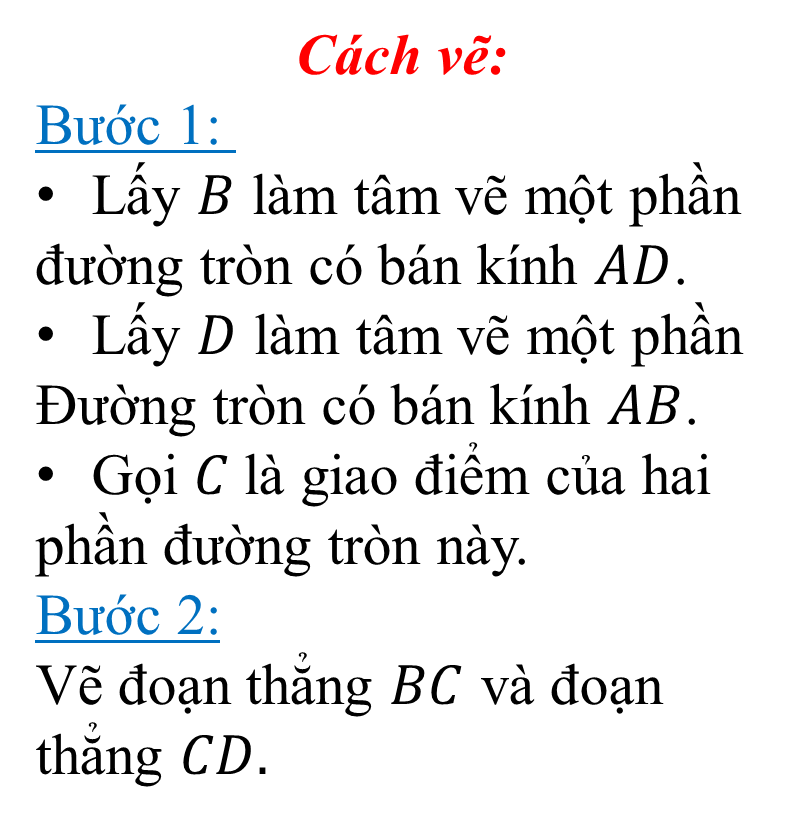 Cách vẽ:
Bước 1:
• Lấy B làm tâm vẽ một phần
đường tròn có bán kính AD.
• Lấy D làm tâm vẽ một phần
Đường tròn có bán kính AB.
• Gọi C là giao điểm của hai
phần đường tròn này.
Bước 2:
Vẽ đoạn thẳng BC và đoạn
thẳng CD.